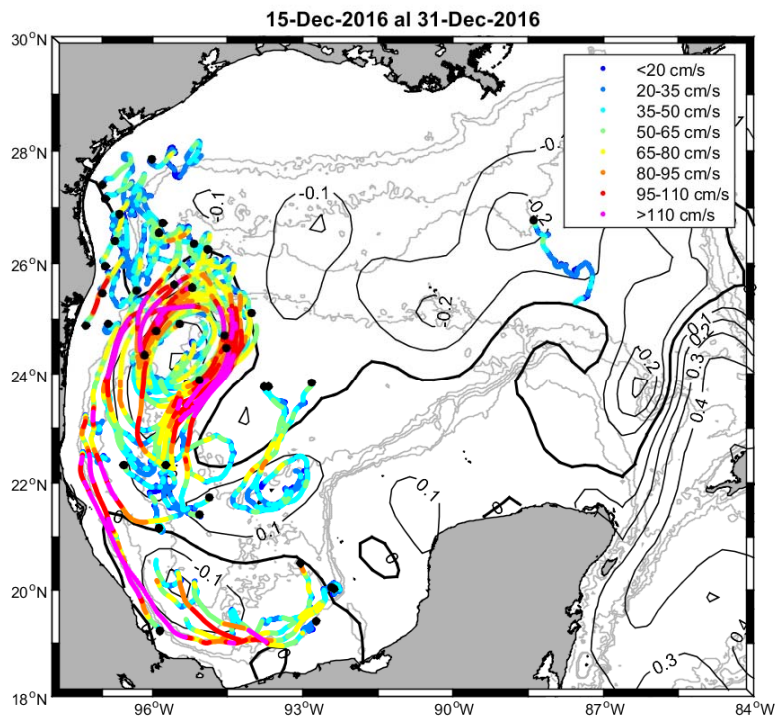 15-Dec-2016 al 31-Dec-2016
30°N
28°N
26°N
24°N
22°N
20°N
18°N
96°W
93°W
90°W
87°W
84°W
<20 cm/s
20-35 cm/s
35-50 cm/s
50-65 cm/s
65-80 cm/s
80-95 cm/s
95-110 cm/s
>110 cm/s
-0.1
-0.1
-0.2
-0.2
-0.2
0.1
0.2
0.3
0.4
0.1
0.1
0
0
0
-0.1
0
0.3
0.4